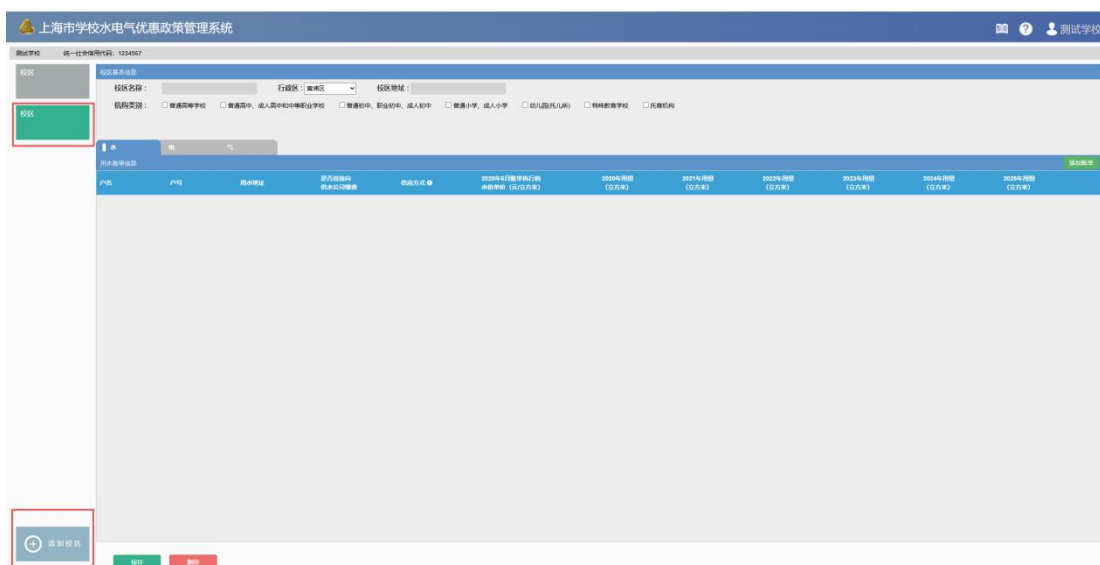 上海市学校水电气优惠政策管理系统
测试学校
测试学校 统一社会信用代码：1234567
校区
校区
校区基本信息
校区名称： 行政区：黄浦区 校区地址：
机构类别： 普通高等学校 普通高中、成人高中和中等职业学校 普通初中、职业初中、成人初中 普通小学、成人小学 幼儿园(托儿所) 特殊教育学校 托育机构
水 电 气
用水账单信息 添加账单
户名 户号 用水地址 是否直接向 供应方式 2025年4月账单执行的 2020年用量 2021年用量 2022年用量 2023年用量 2024年用量 2025年用量
供水公司缴费 水价单价（元/立方米） (立方米) (立方米) (立方米) (立方米) (立方米) (立方米)
添加校区
保存 删除